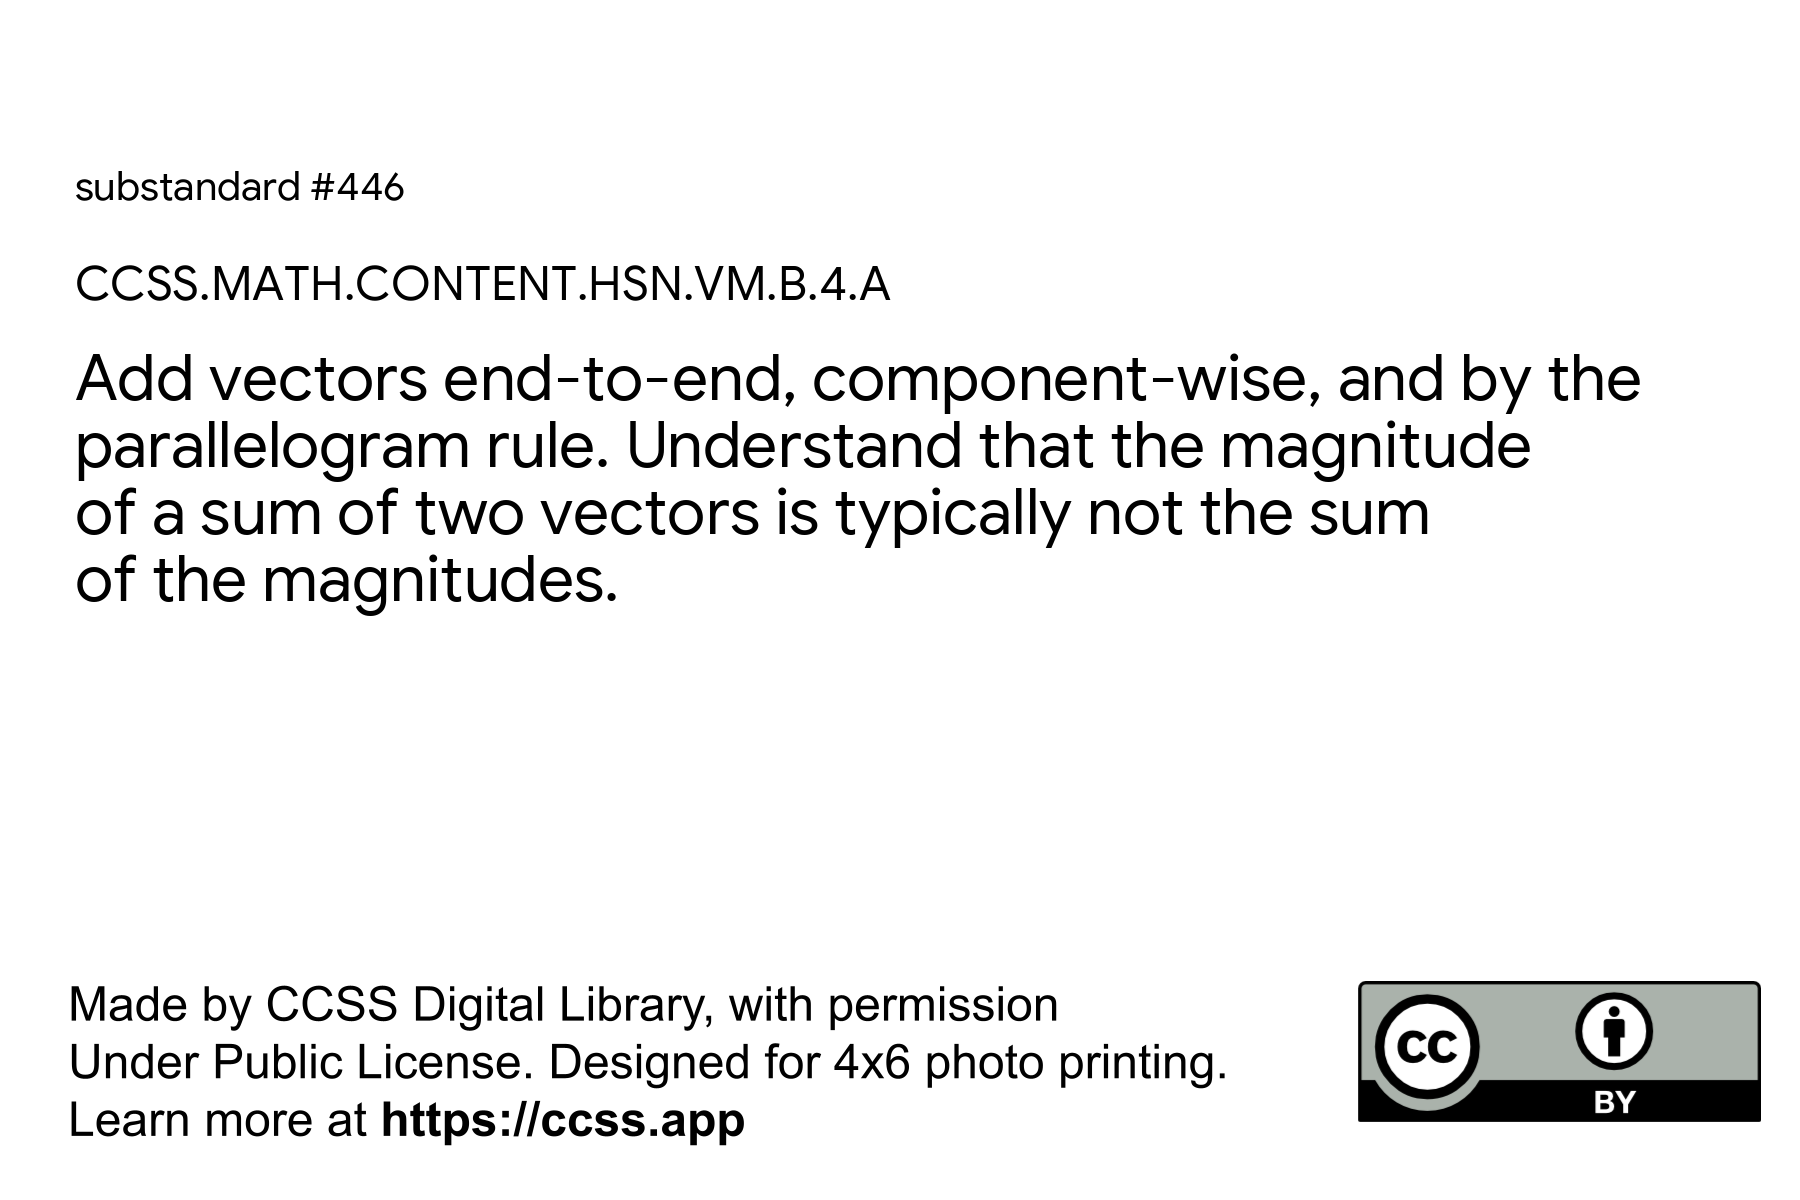 substandard #446
CCSS.MATH.CONTENT.HSN.VM.B.4.A
Add vectors end-to-end, component-wise, and by the
parallelogram rule. Understand that the magnitude
of a sum of two vectors is typically not the sum
of the magnitudes.
Made by CCSS Digital Library, with permission
Under Public License. Designed for 4x6 photo printing.
Learn more at https://ccss.app
CC
BY